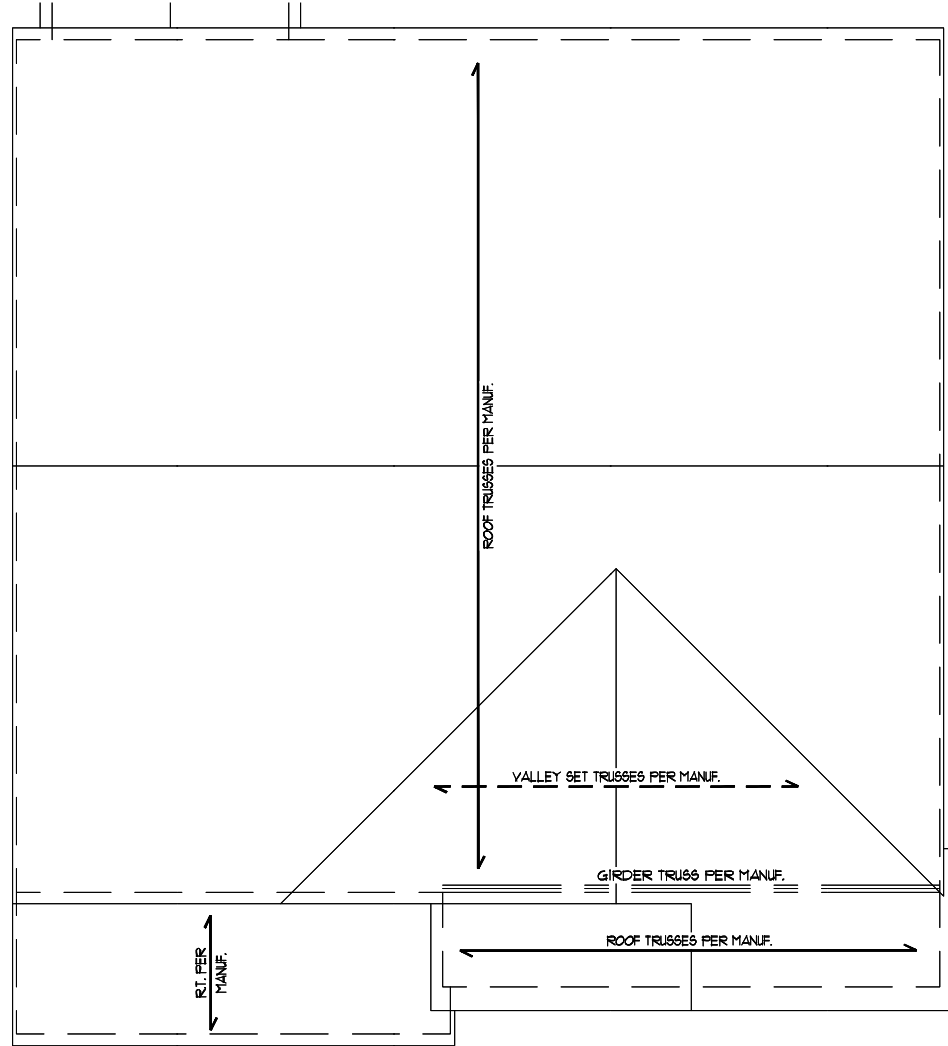 ROOF TRUSSES PER MANUF.
VALLEY SET TRUSSES PER MANUF.
GIRDER TRUSS PER MANUF.
ROOF TRUSSES PER MANUF.
R.T. PER
MANUF.